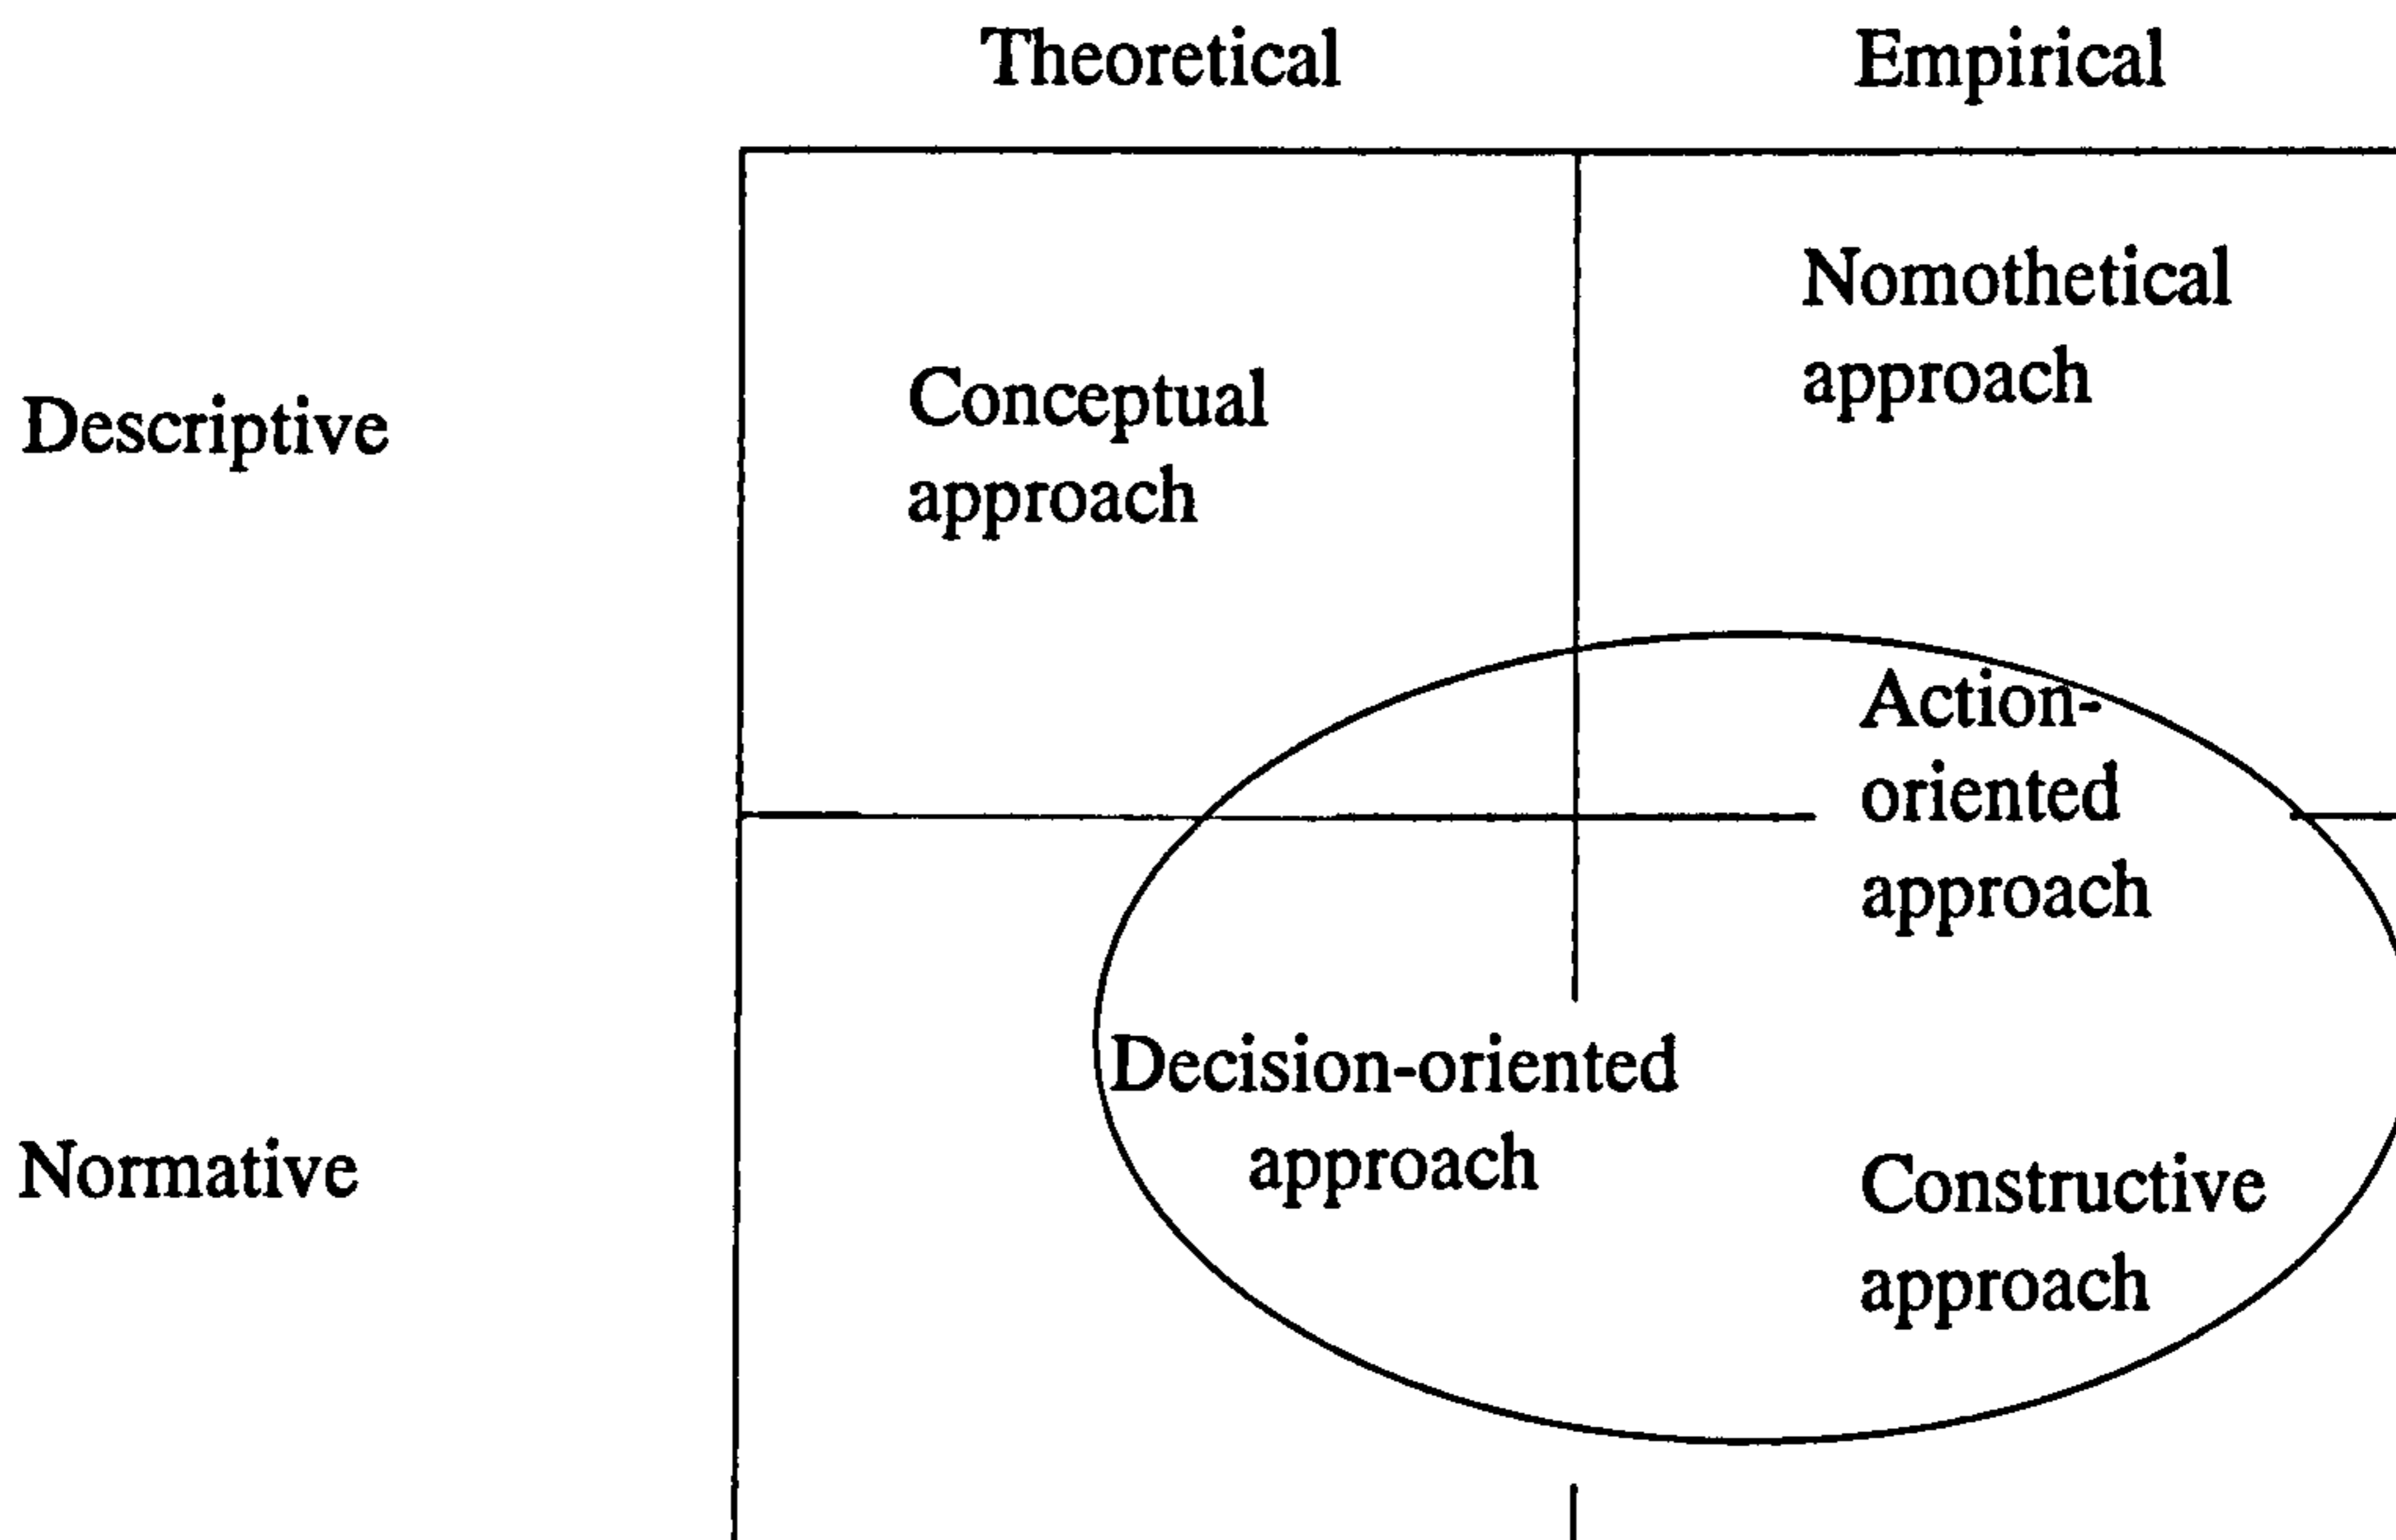 Theoretical
Empirical
Nomothetical
approach
Conceptual
approach
Descriptive
Action-
oriented
approach
Decision-oriented
approach
Normative
Constructive
approach